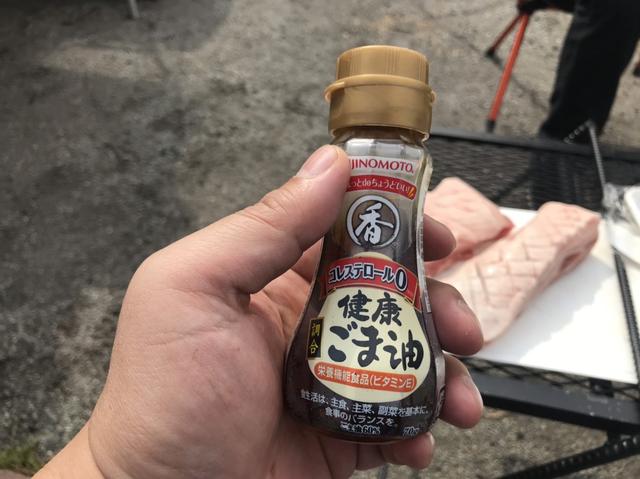 AJINOMOTO®
香
コレステロール0
健康
調合
ごま油
栄養機能食品(ビタミンE)
食生活は、主食、主菜、副菜を基本に、
食事のバランスを。
70g